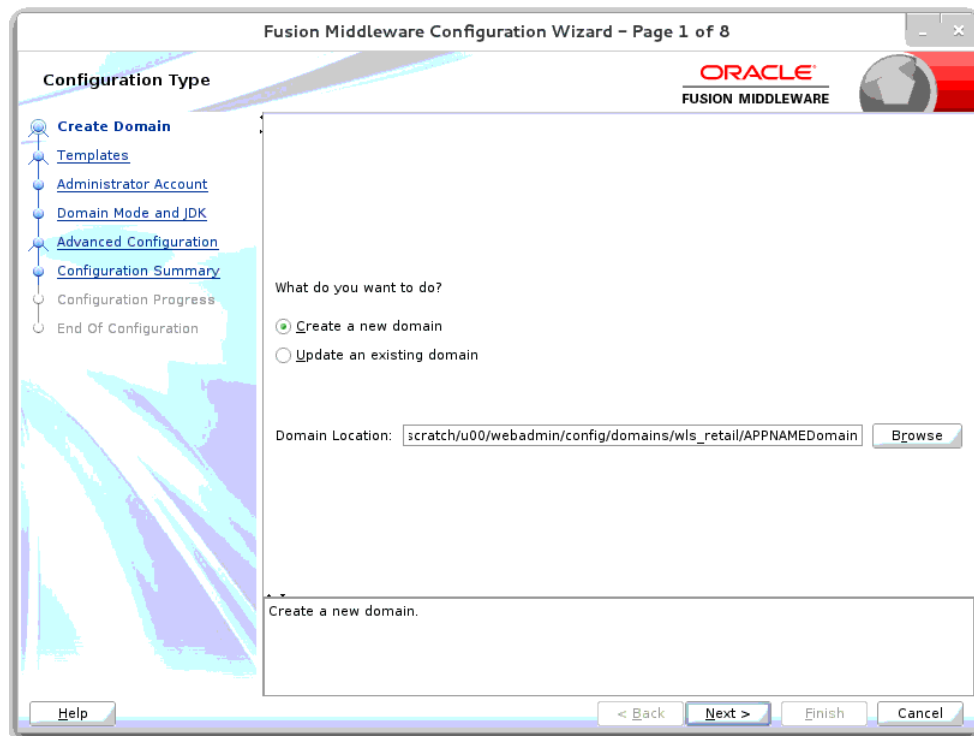 Fusion Middleware Configuration Wizard – Page 1 of 8
Configuration Type
ORACLE
FUSION MIDDLEWARE
Create Domain
Templates
Administrator Account
Domain Mode and JDK
Advanced Configuration
Configuration Summary
Configuration Progress
End Of Configuration
What do you want to do?
Create a new domain
Update an existing domain
Domain Location: scratch/u00/webadmin/config/domains/wls_retail/APPNAMEDomain Browse
Create a new domain.
Help < Back Next > Finish Cancel